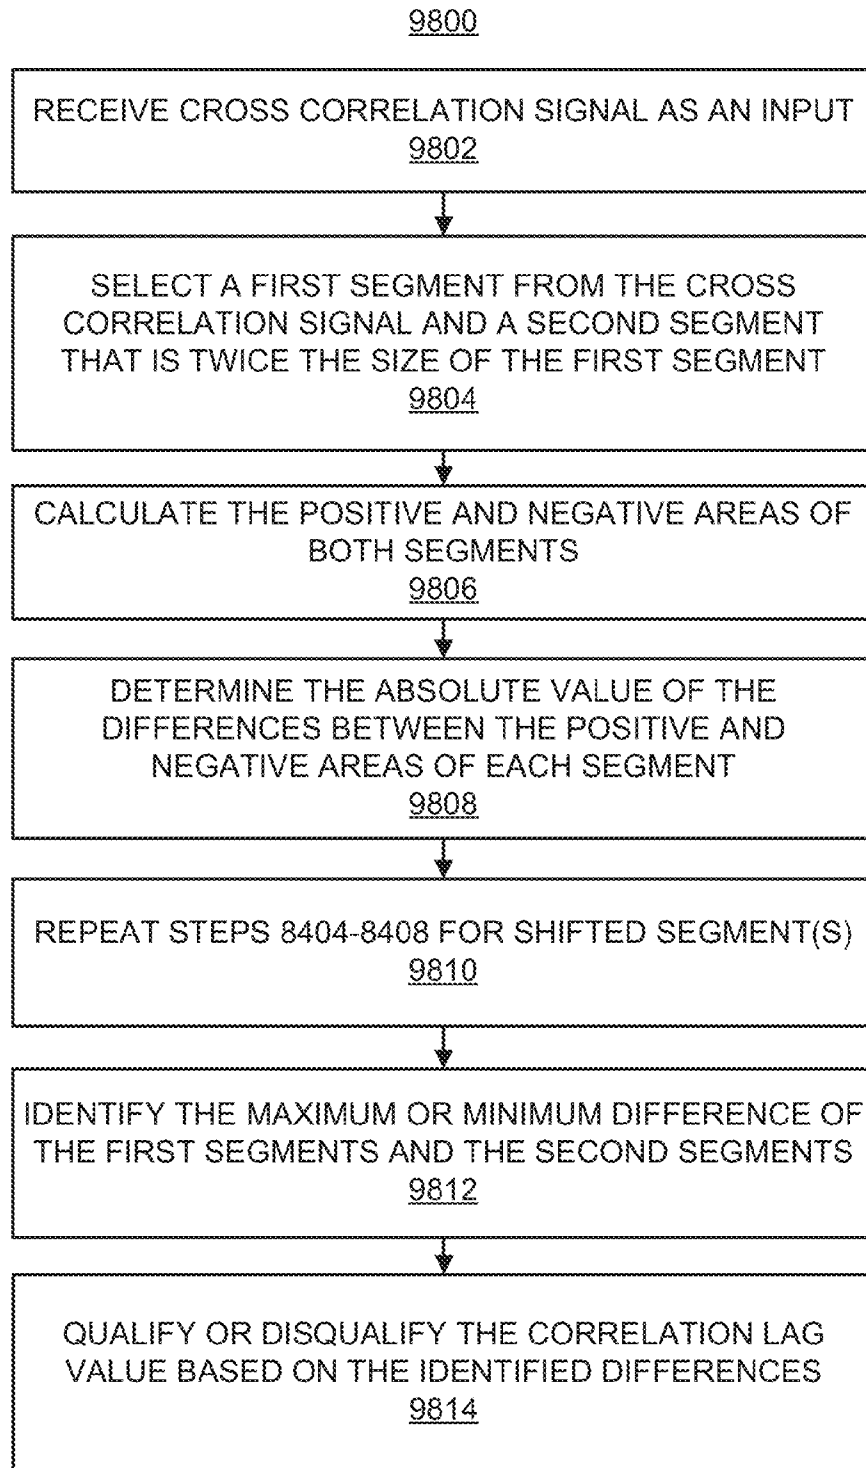 9800
RECEIVE CROSS CORRELATION SIGNAL AS AN INPUT
9802
SELECT A FIRST SEGMENT FROM THE CROSS
CORRELATION SIGNAL AND A SECOND SEGMENT
THAT IS TWICE THE SIZE OF THE FIRST SEGMENT
9804
CALCULATE THE POSITIVE AND NEGATIVE AREAS OF
BOTH SEGMENTS
9806
DETERMINE THE ABSOLUTE VALUE OF THE
DIFFERENCES BETWEEN THE POSITIVE AND
NEGATIVE AREAS OF EACH SEGMENT
9808
REPEAT STEPS 8404-8408 FOR SHIFTED SEGMENT(S)
9810
IDENTIFY THE MAXIMUM OR MINIMUM DIFFERENCE OF
THE FIRST SEGMENTS AND THE SECOND SEGMENTS
9812
QUALIFY OR DISQUALIFY THE CORRELATION LAG
VALUE BASED ON THE IDENTIFIED DIFFERENCES
9814